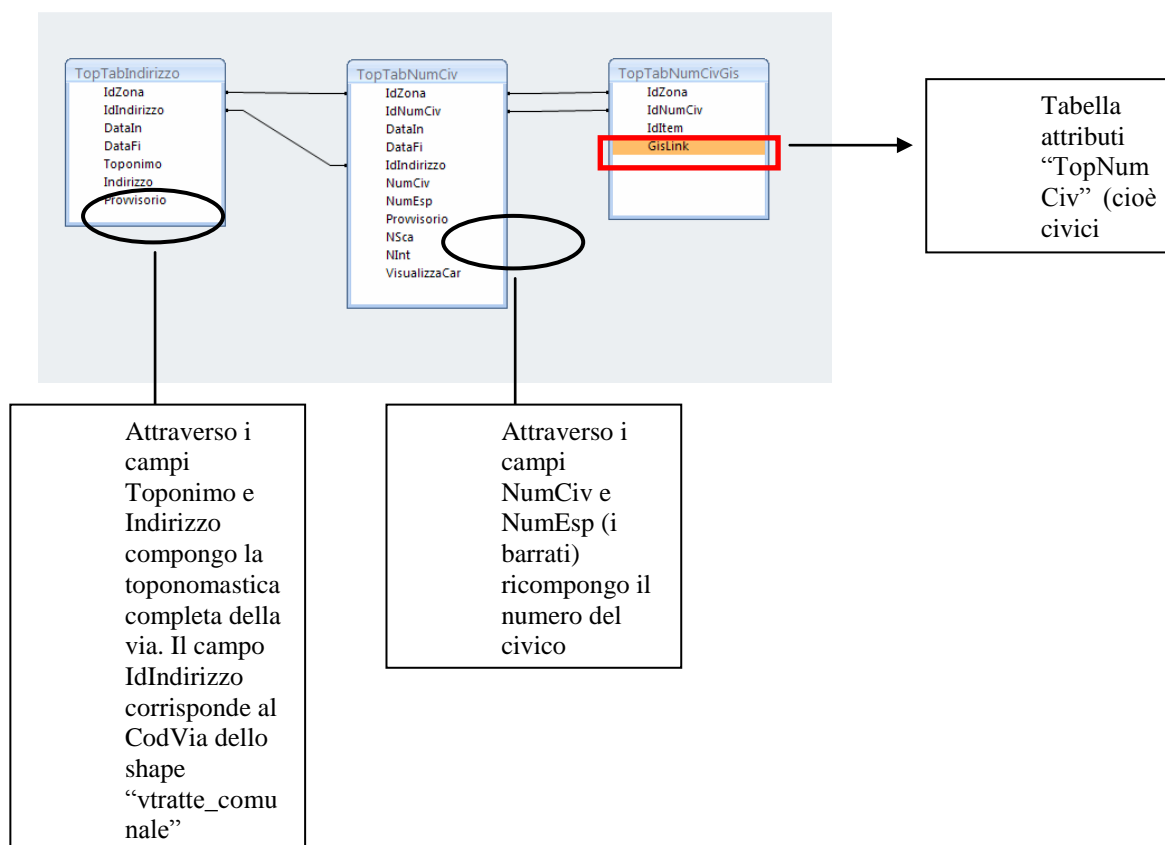 TopTabIndirizzo
IdZona
IdIndirizzo
DataIn
DataFi
Toponimo
Indirizzo
Provvisorio
TopTabNumCiv
IdZona
IdNumCiv
DataIn
DataFi
IdIndirizzo
NumCiv
NumEsp
Provvisorio
NSca
NInt
VisualizzaCar
TopTabNumCivGis
IdZona
IdNumCiv
IdItem
GisLink
Tabella
attributi
“TopNum
Civ” (cioè
civici
Attraverso i
campi
Toponimo e
Indirizzo
compongo la
toponomastica
completa della
via. Il campo
IdIndirizzo
corrisponde al
CodVia dello
shape
“vtratte_comu
nale”
Attraverso i
campi
NumCiv e
NumEsp (i
barrati)
ricompongo il
numero del
civico